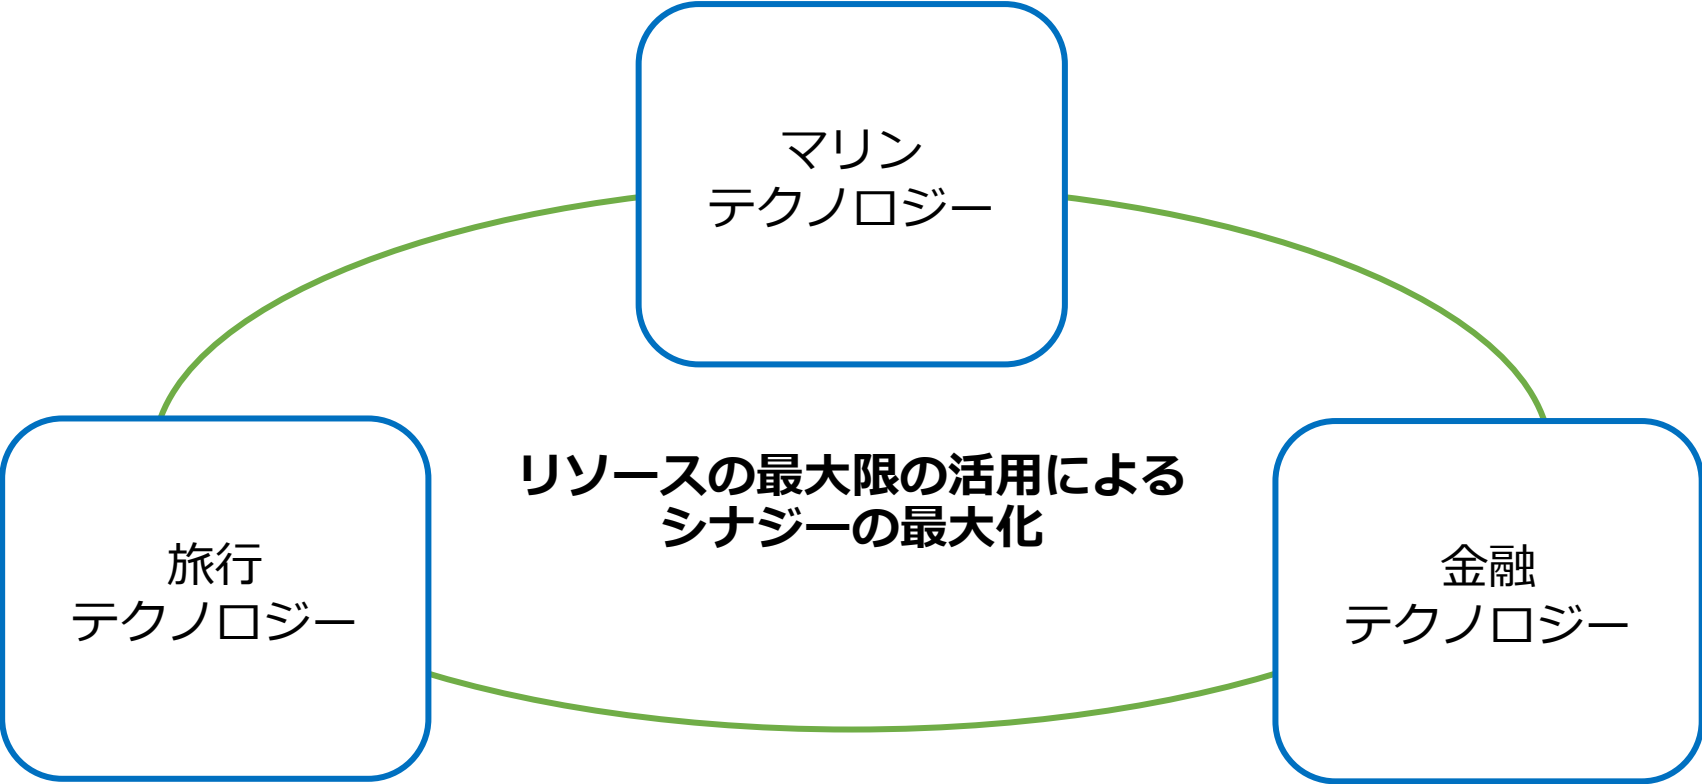 マリン
テクノロジー
リソースの最大限の活用による
シナジーの最大化
旅行
テクノロジー
金融
テクノロジー